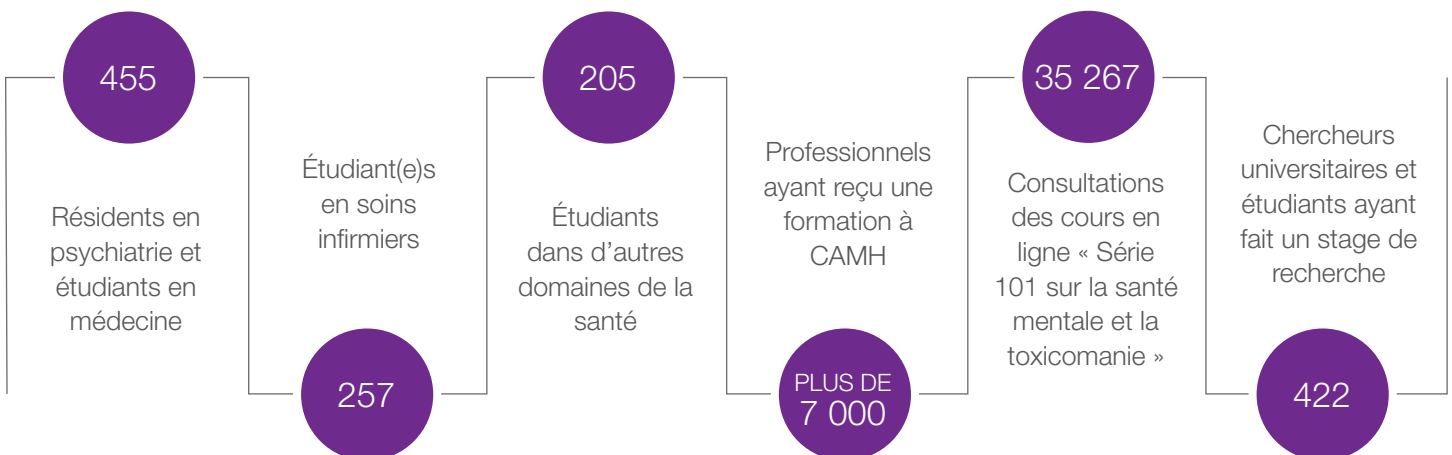 455
Résidents en
psychiatrie et
étudiants en
médecine
Étudiant(e)s
en soins
infirmiers
257
205
Étudiants
dans d’autres
domaines de la
santé
Professionnels
ayant reçu une
formation à
CAMH
PLUS DE
7 000
35 267
Consultations
des cours en
ligne « Série
101 sur la santé
mentale et la
toxicomanie »
Chercheurs
universitaires et
étudiants ayant
fait un stage de
recherche
422